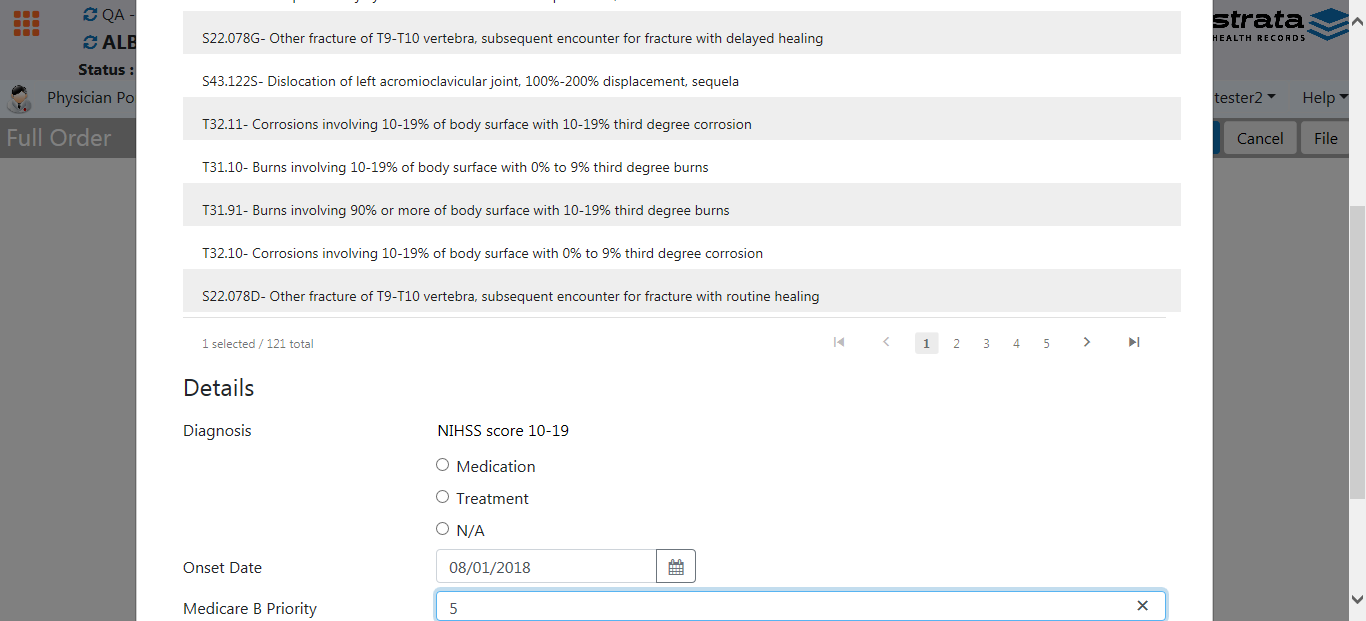 QA -
ALB
Status :
Physician Po
Full Order
strata
HEALTH RECORDS
tester2
Help
Cancel
File
S22.078G- Other fracture of T9-T10 vertebra, subsequent encounter for fracture with delayed healing
S43.122S- Dislocation of left acromioclavicular joint, 100%-200% displacement, sequela
T32.11- Corrosions involving 10-19% of body surface with 10-19% third degree corrosion
T31.10- Burns involving 10-19% of body surface with 0% to 9% third degree burns
T31.91- Burns involving 90% or more of body surface with 10-19% third degree burns
T32.10- Corrosions involving 10-19% of body surface with 0% to 9% third degree corrosion
S22.078D- Other fracture of T9-T10 vertebra, subsequent encounter for fracture with routine healing
1 selected / 121 total
1 2 3 4 5
Details
Diagnosis
NIHSS score 10-19
Medication
Treatment
N/A
Onset Date
08/01/2018
Medicare B Priority
5